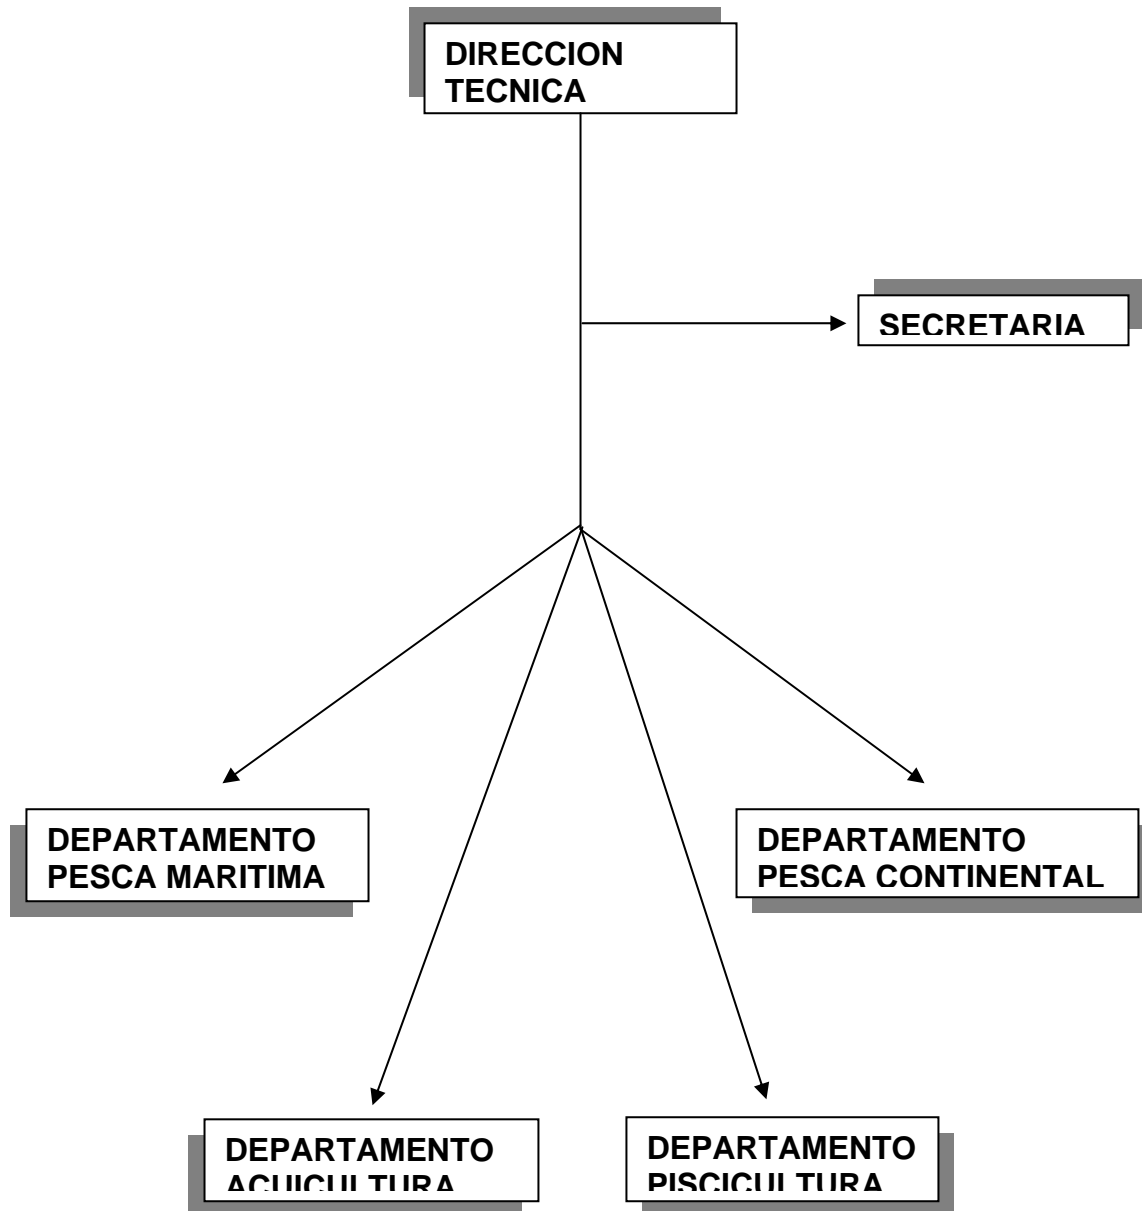 DIRECCION
TECNICA
SECRETARIA
DEPARTAMENTO
PESCA MARITIMA
DEPARTAMENTO
PESCA CONTINENTAL
DEPARTAMENTO
ACUICULTURA
DEPARTAMENTO
PISCICULTURA